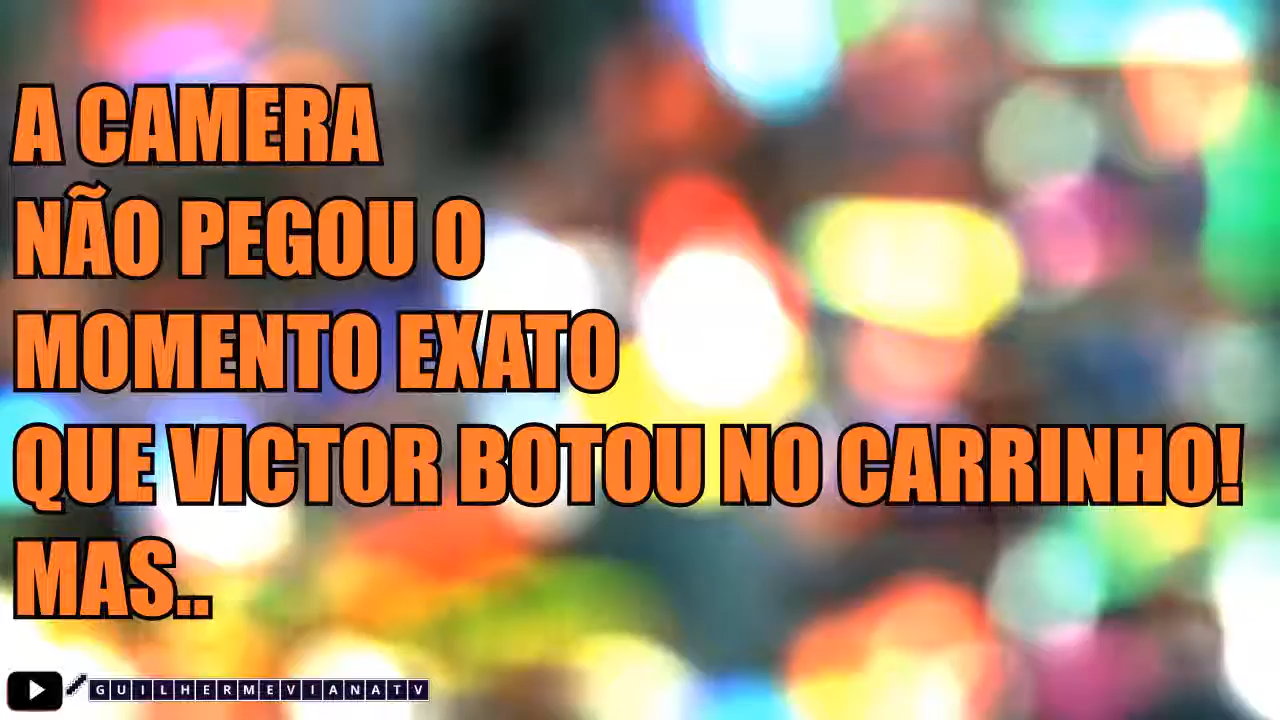 A CAMERA
NÃO PEGOU O
MOMENTO EXATO
QUE VICTOR BOTOU NO CARRINHO!
MAS..
/GUILHERMEVIANATV